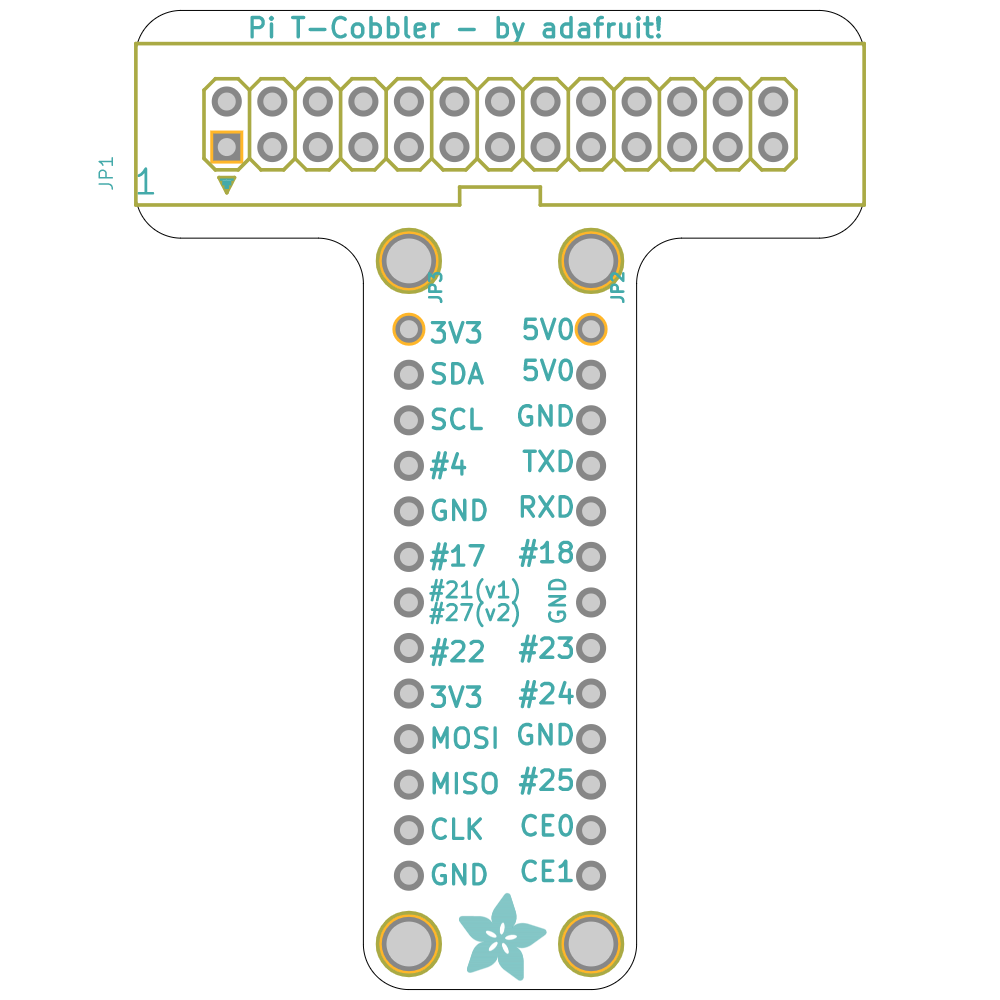 Pi T-Cobbler - by adafruit!
JP1
1
JP3
JP2
3V3 5V0
SDA 5V0
SCL GND
#4 TXD
GND RXD
#17 #18
#21(v1)
#27(v2) GND
#22 #23
3V3 #24
MOSI GND
MISO #25
CLK CE0
GND CE1